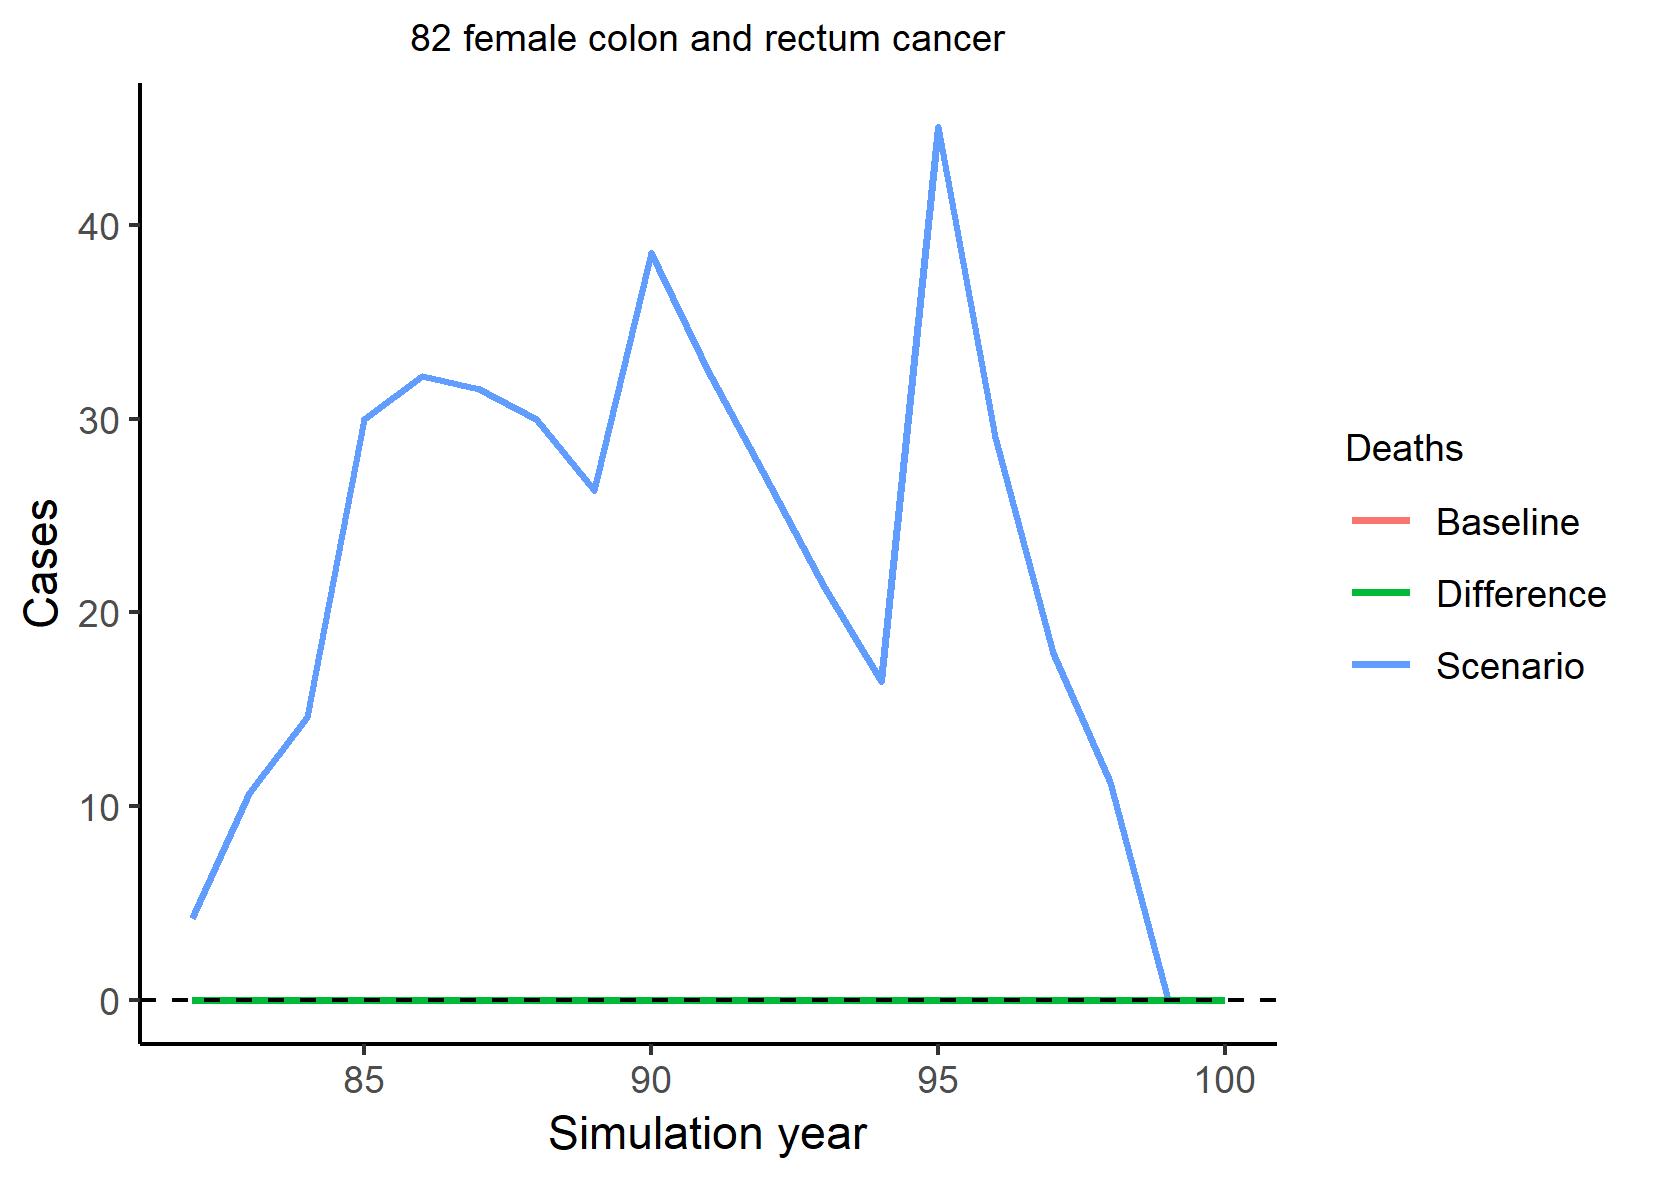 82 female colon and rectum cancer
Cases
40
30
20
10
0
85 90 95 100
Simulation year
Deaths
Baseline
Difference
Scenario